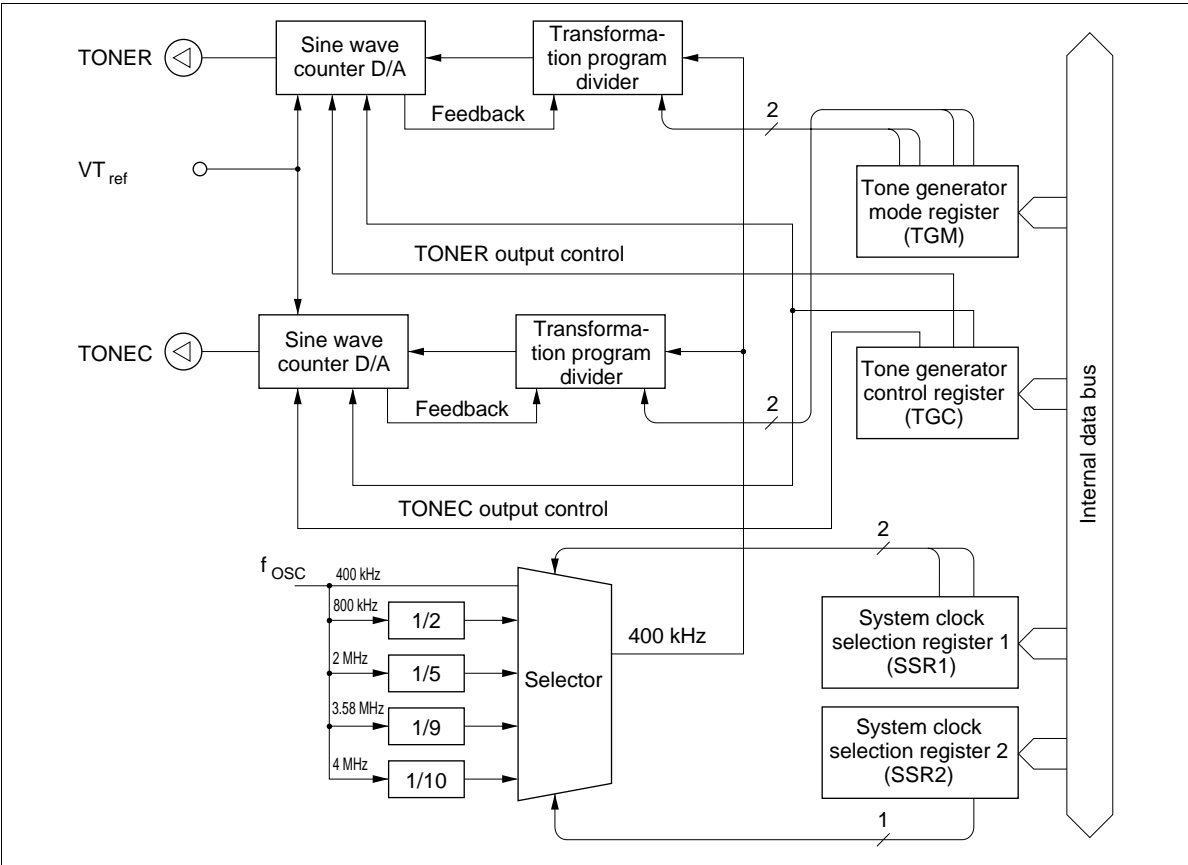 TONER
Sine wave
counter D/A
Transforma-
tion program
divider
Feedback
2
VT ref
Tone generator
mode register
(TGM)
TONER output control
TONEC
Sine wave
counter D/A
Transforma-
tion program
divider
Feedback
2
Tone generator
control register
(TGC)
TONEC output control
Internal data bus
f OSC
400 kHz
800 kHz
1/2
2 MHz
1/5
3.58 MHz
1/9
4 MHz
1/10
Selector
400 kHz
2
System clock
selection register 1
(SSR1)
System clock
selection register 2
(SSR2)
1